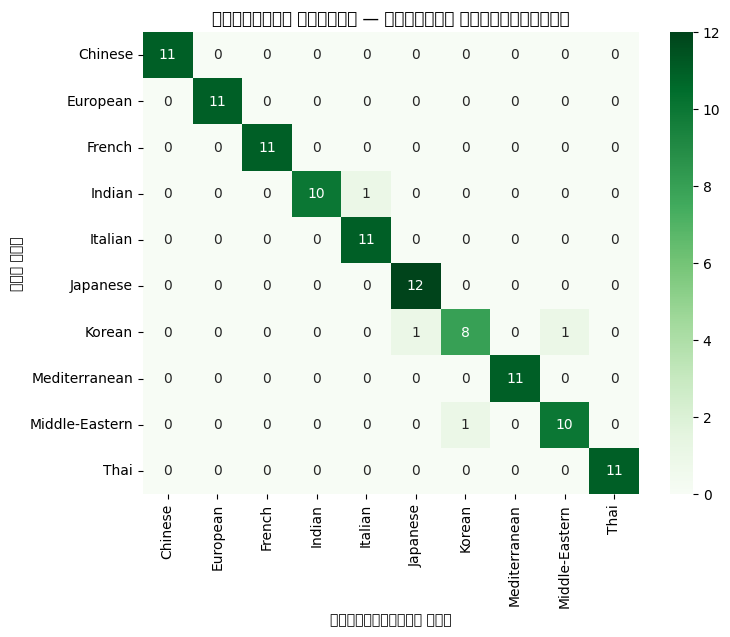 Chinese 11 0 0 0 0 0 0 0 0 0
European 0 11 0 0 0 0 0 0 0 0
French 0 0 11 0 0 0 0 0 0 0
Indian 0 0 0 10 1 0 0 0 0 0
Italian 0 0 0 0 11 0 0 0 0 0
Japanese 0 0 0 0 0 12 0 0 0 0
Korean 0 0 0 0 0 1 8 0 1 0
Mediterranean 0 0 0 0 0 0 0 11 0 0
Middle-Eastern 0 0 0 0 0 0 1 0 10 0
Thai 0 0 0 0 0 0 0 0 0 11
Chinese European French Indian Italian Japanese Korean Mediterranean Middle-Eastern Thai
12
10
8
6
4
2
0